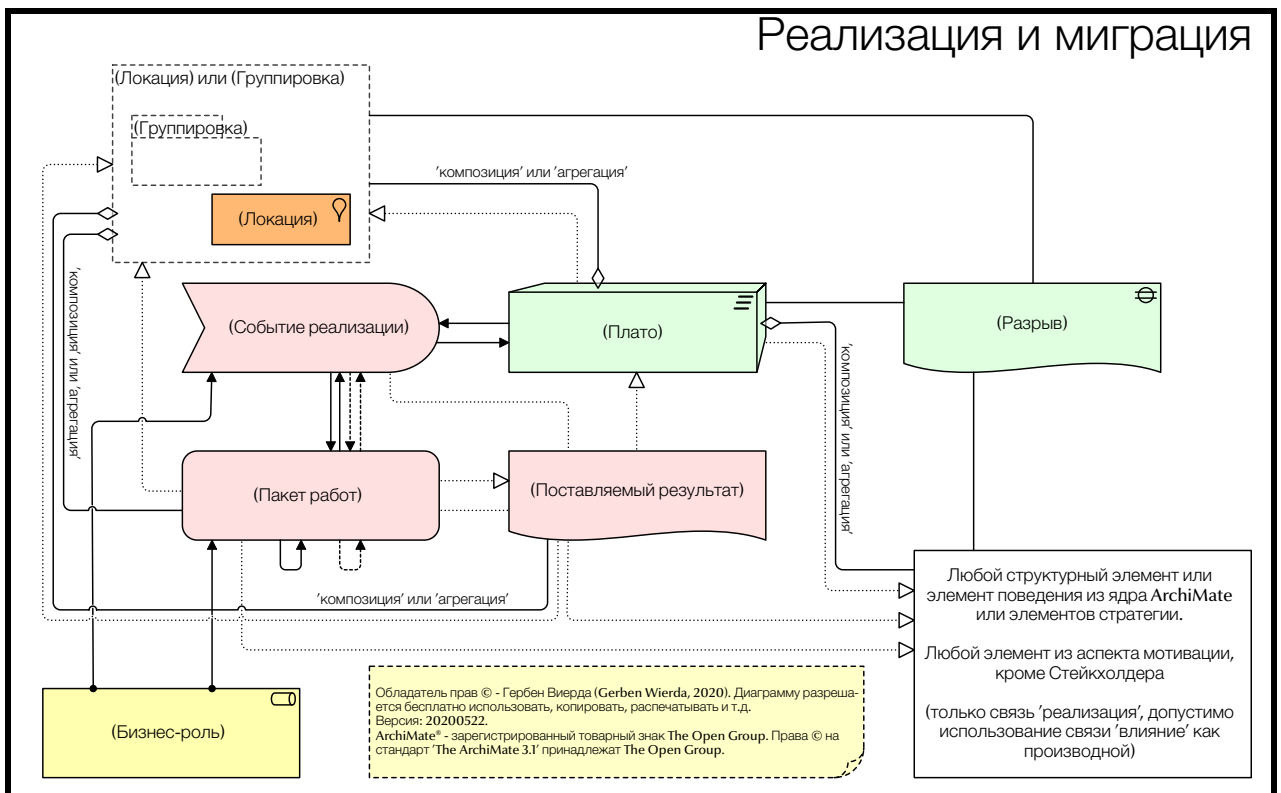 Реализация и миграция
(Локация) или (Группировка)
(Группировка)
(Локация)
'композиция' или 'агрегация'
'композиция' или 'агрегация'
(Событие реализации)
(Плато)
(Разрыв)
'композиция' или 'агрегация'
(Пакет работ)
(Поставляемый результат)
'композиция' или 'агрегация'
Любой структурный элемент или
элемент поведения из ядра ArchiMate
или элементов стратегии.
Любой элемент из аспекта мотивации,
кроме Стейкхолдера
(только связь 'реализация', допустимо
использование связи 'влияние' как
производной)
(Бизнес-роль)
Обладатель прав © - Гербен Виерда (Gerben Wierda, 2020). Диаграмму разреша-
ется бесплатно использовать, копировать, распечатывать и т.д.
Версия: 20200522.
ArchiMate® - зарегистрированный товарный знак The Open Group. Права © на
стандарт 'The ArchiMate 3.1' принадлежат The Open Group.